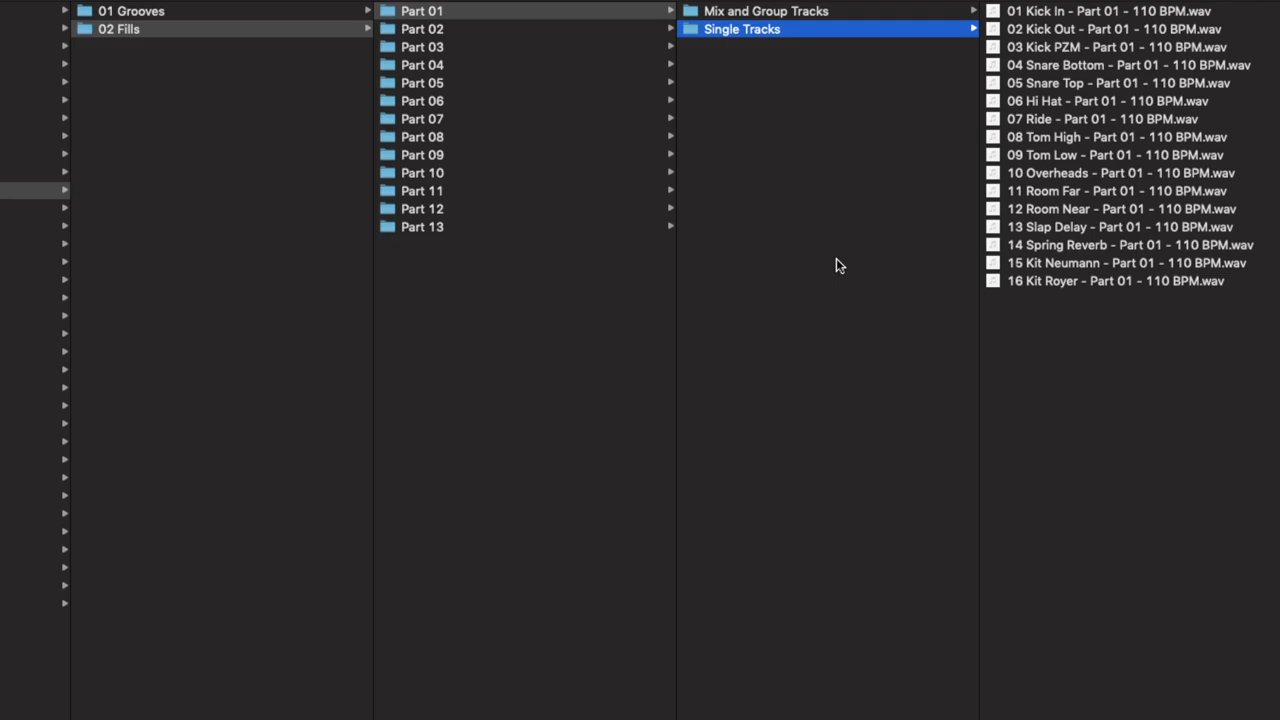 01 Grooves
02 Fills
Part 01
Part 02
Part 03
Part 04
Part 05
Part 06
Part 07
Part 08
Part 09
Part 10
Part 11
Part 12
Part 13
Mix and Group Tracks
Single Tracks
01 Kick In - Part 01 - 110 BPM.wav
02 Kick Out - Part 01 - 110 BPM.wav
03 Kick PZM - Part 01 - 110 BPM.wav
04 Snare Bottom - Part 01 - 110 BPM.wav
05 Snare Top - Part 01 - 110 BPM.wav
06 Hi Hat - Part 01 - 110 BPM.wav
07 Ride - Part 01 - 110 BPM.wav
08 Tom High - Part 01 - 110 BPM.wav
09 Tom Low - Part 01 - 110 BPM.wav
10 Overheads - Part 01 - 110 BPM.wav
11 Room Far - Part 01 - 110 BPM.wav
12 Room Near - Part 01 - 110 BPM.wav
13 Slap Delay - Part 01 - 110 BPM.wav
14 Spring Reverb - Part 01 - 110 BPM.wav
15 Kit Neumann - Part 01 - 110 BPM.wav
16 Kit Royer - Part 01 - 110 BPM.wav